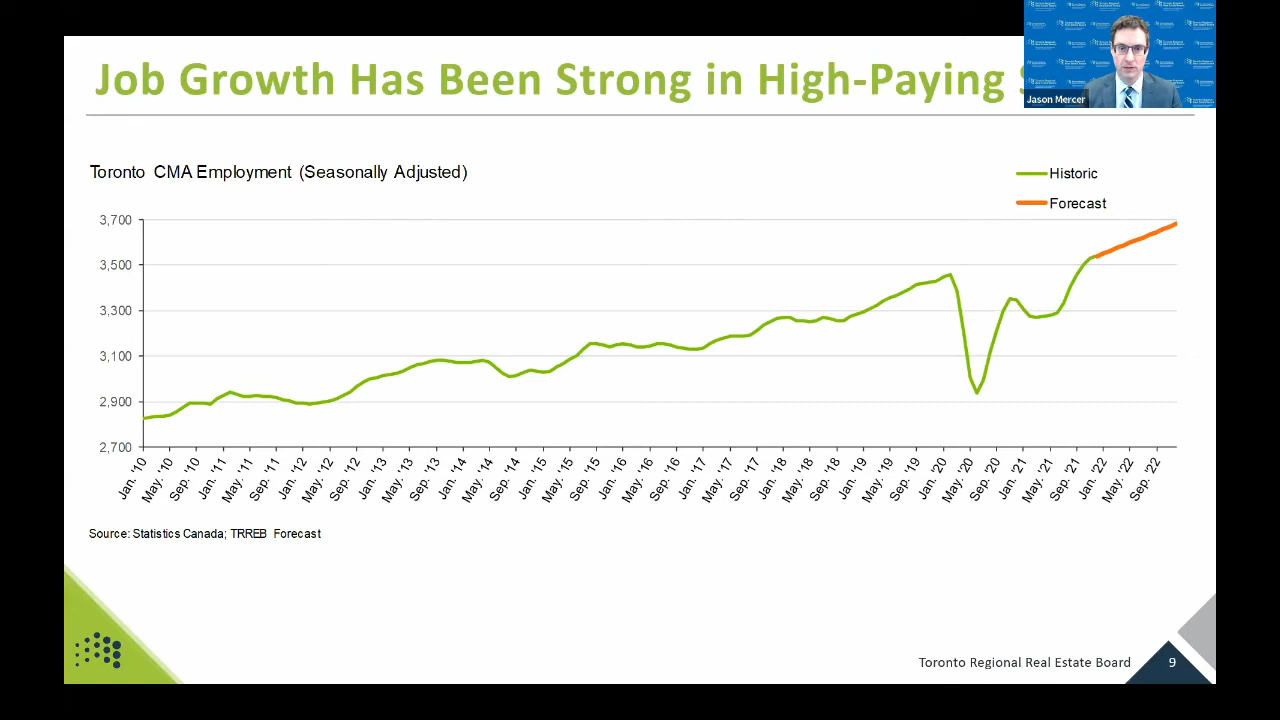 Job Growth Has Been Strong in High-Paying
Jason Mercer
Toronto CMA Employment (Seasonally Adjusted)
Historic
Forecast
3,700
3,500
3,300
3,100
2,900
2,700
Jan. '10
May. '10
Sep. '10
Jan. '11
May. '11
Sep. '11
Jan. '12
May. '12
Sep. '12
Jan. '13
May. '13
Sep. '13
Jan. '14
May. '14
Sep. '14
Jan. '15
May. '15
Sep. '15
Jan. '16
May. '16
Sep. '16
Jan. '17
May. '17
Sep. '17
Jan. '18
May. '18
Sep. '18
Jan. '19
May. '19
Sep. '19
Jan. '20
May. '20
Sep. '20
Jan. '21
May. '21
Sep. '21
Jan. '22
May. '22
Sep. '22
Source: Statistics Canada; TRREB Forecast
Toronto Regional Real Estate Board
9